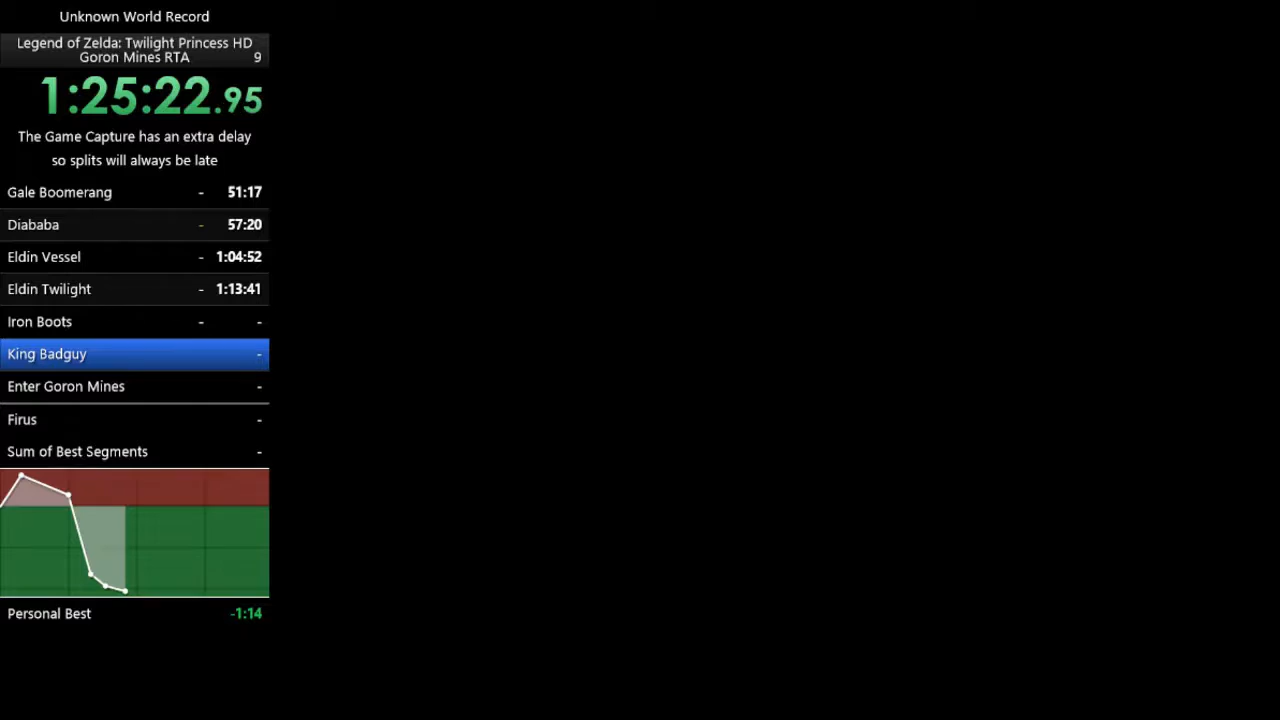 Unknown World Record
Legend of Zelda: Twilight Princess HD
Goron Mines RTA 9
1:25:22.95
The Game Capture has an extra delay
so splits will always be late
Gale Boomerang - 51:17
Diababa - 57:20
Eldin Vessel - 1:04:52
Eldin Twilight - 1:13:41
Iron Boots - -
King Badguy -
Enter Goron Mines -
Firus -
Sum of Best Segments -
Personal Best -1:14